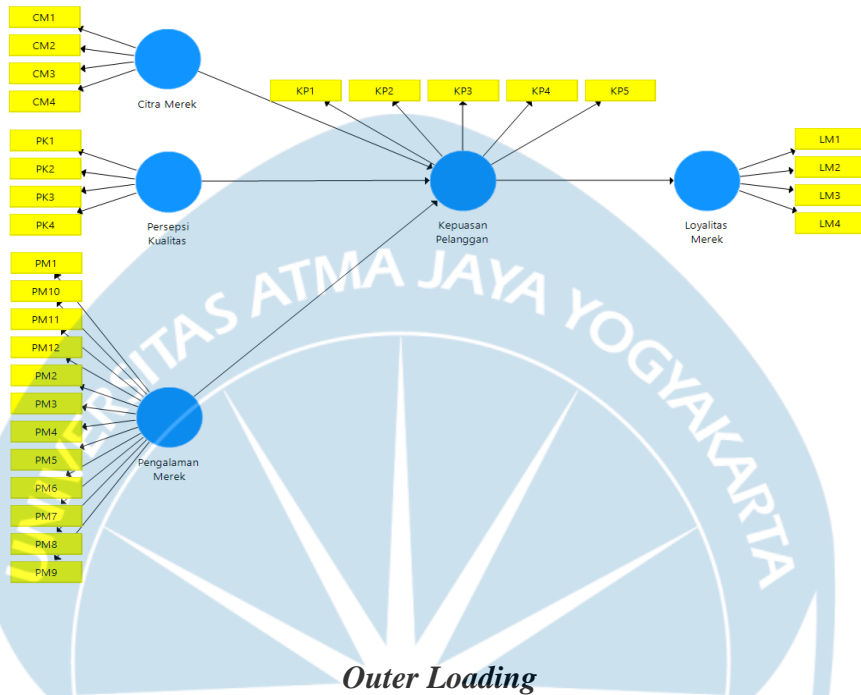 CM1
CM2
CM3
CM4
Citra Merek
KP1
KP2
KP3
KP4
KP5
PK1
PK2
PK3
PK4
Persepsi
Kualitas
Kepuasan
Pelanggan
Loyalitas
Merek
LM1
LM2
LM3
LM4
PM1
PM10
PM11
PM12
PM2
PM3
PM4
PM5
PM6
PM7
PM8
PM9
Pengalaman
Merek
UNIVERSITAS ATMA JAYA YOGYAKARTA
Outer Loading